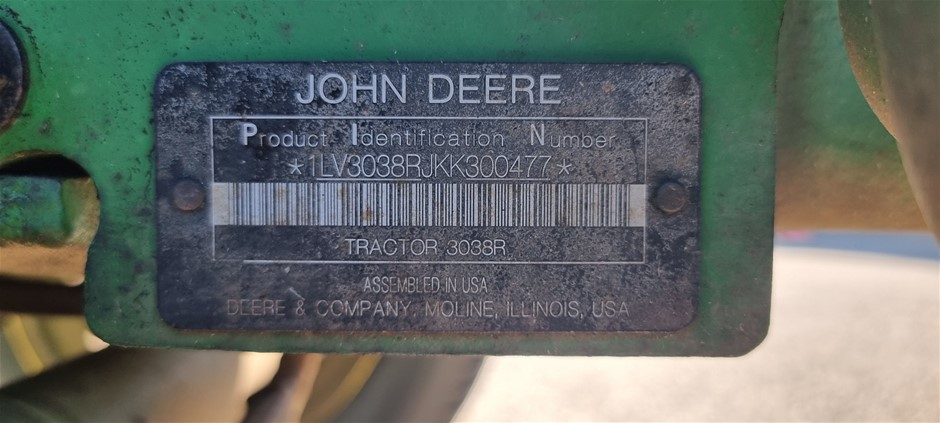 JOHN DEERE
Product Identification Number
*1LV3038RJKK300477*
TRACTOR 3038R
ASSEMBLED IN USA
DEERE & COMPANY, MOLINE, ILLINOIS, USA